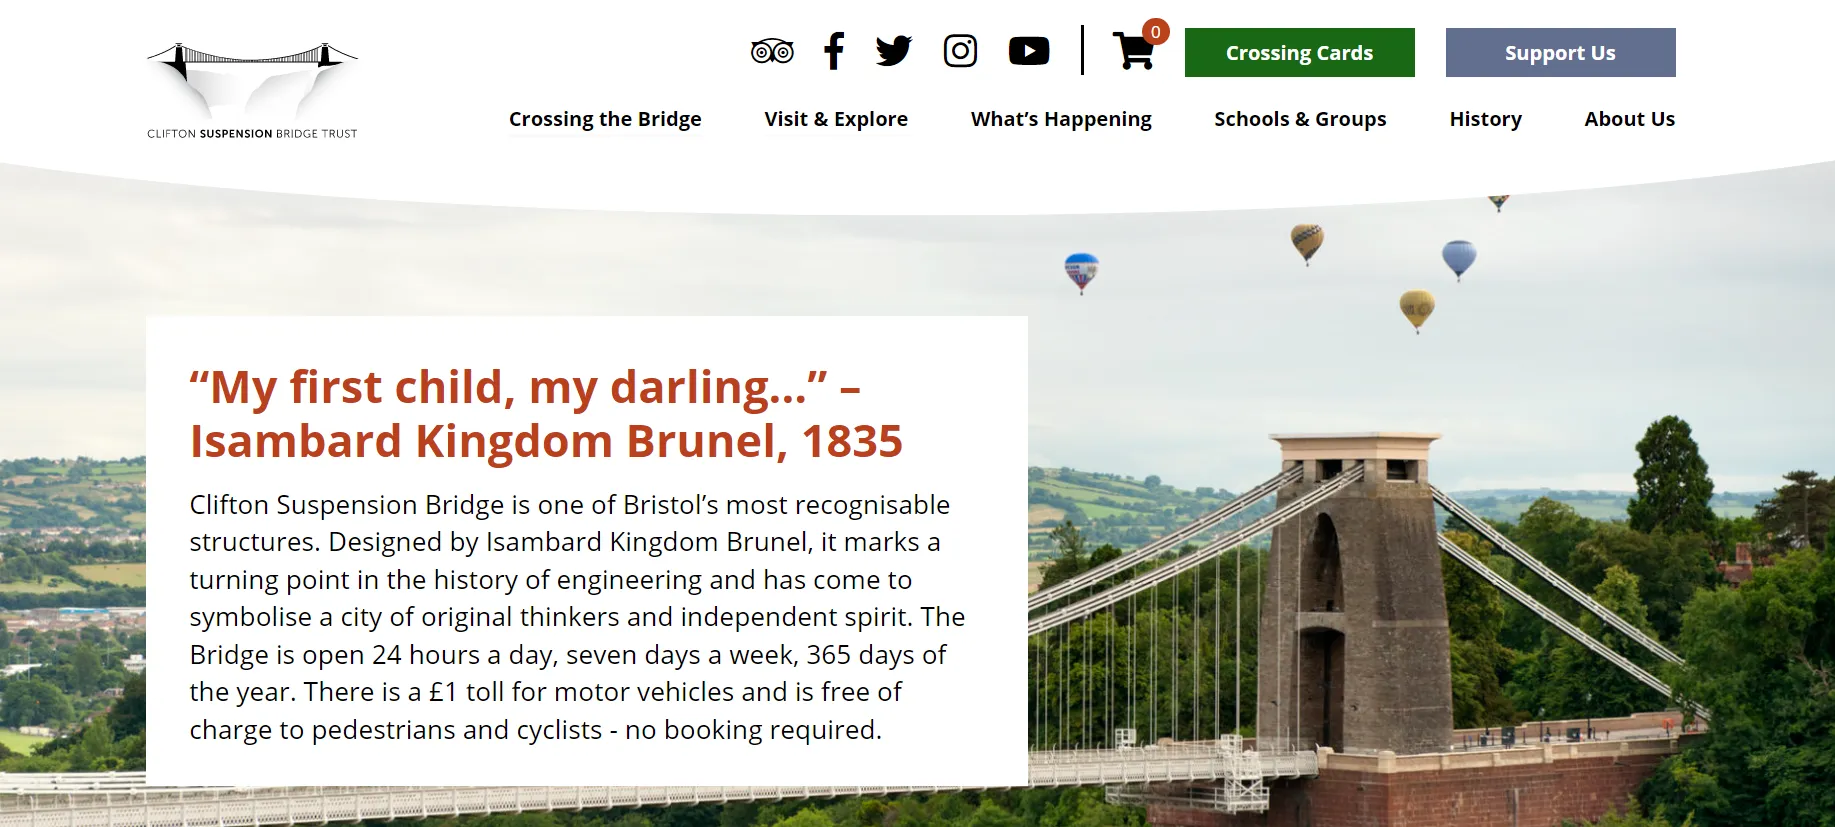 0
Crossing Cards
Support Us
CLIFTON SUSPENSION BRIDGE TRUST
Crossing the Bridge
Visit & Explore
What’s Happening
Schools & Groups
History
About Us
“My first child, my darling...” –
Isambard Kingdom Brunel, 1835
Clifton Suspension Bridge is one of Bristol’s most recognisable
structures. Designed by Isambard Kingdom Brunel, it marks a
turning point in the history of engineering and has come to
symbolise a city of original thinkers and independent spirit. The
Bridge is open 24 hours a day, seven days a week, 365 days of
the year. There is a £1 toll for motor vehicles and is free of
charge to pedestrians and cyclists - no booking required.